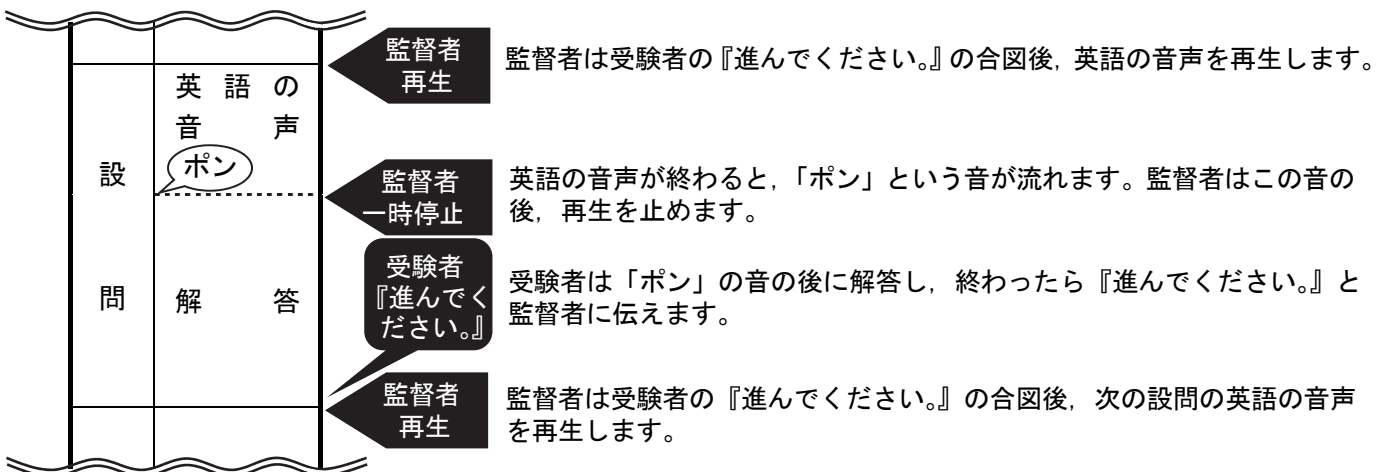 監督者
再生
監督者は受験者の『進んでください。』の合図後，英語の音声を再生します。
英語の
音声
ポン
設
監督者
一時停止
英語の音声が終わると，「ポン」という音が流れます。監督者はこの音の
後，再生を止めます。
受験者
『進んでく
ださい。』
受験者は「ポン」の音の後に解答し，終わったら『進んでください。』と
監督者に伝えます。
問
解答
監督者
再生
監督者は受験者の『進んでください。』の合図後，次の設問の英語の音声
を再生します。